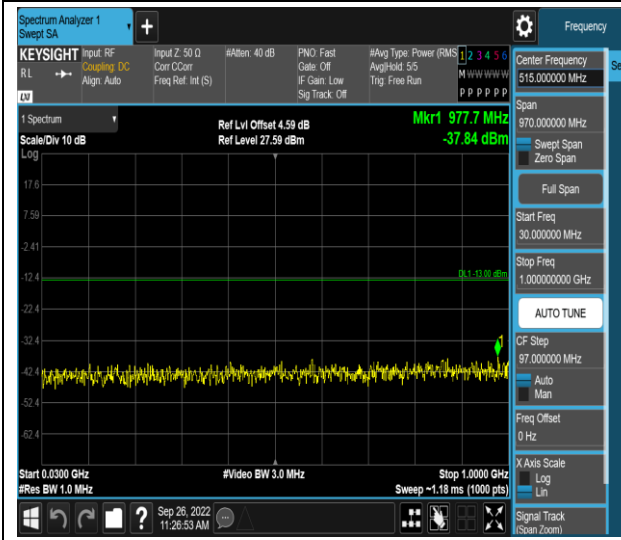 Spectrum Analyzer 1
Swept SA
+
Frequency
KEYSIGHT
RL
LXI
Input: RF
Coupling: DC
Align: Auto
Input Z: 50 Ω
Corr CCorr
Freq Ref: Int (S)
#Atten: 40 dB
PNO: Fast
Gate: Off
IF Gain: Low
Sig Track: Off
#Avg Type: Power (RMS
Avg|Hold: 5/5
Trig: Free Run
1 2 3 4 5 6
M W W W W W
P P P P P P
1 Spectrum
Scale/Div 10 dB
Log
Ref Lvl Offset 4.59 dB
Ref Level 27.59 dBm
Mkr1 977.7 MHz
-37.84 dBm
17.6
7.59
-2.41
-12.4
DL1 -13.00 dBm
-22.4
-32.4
1
-42.4
-52.4
-62.4
Start 0.0300 GHz
#Res BW 1.0 MHz
#Video BW 3.0 MHz
Stop 1.0000 GHz
Sweep ~1.18 ms (1000 pts)
Sep 26, 2022
11:26:53 AM
?
Center Frequency
515.000000 MHz
Se
Span
970.000000 MHz
Swept Span
Zero Span
Full Span
Start Freq
30.000000 MHz
Stop Freq
1.000000000 GHz
AUTO TUNE
CF Step
97.000000 MHz
Auto
Man
Freq Offset
0 Hz
X Axis Scale
Log
Lin
Signal Track
(Span Zoom)